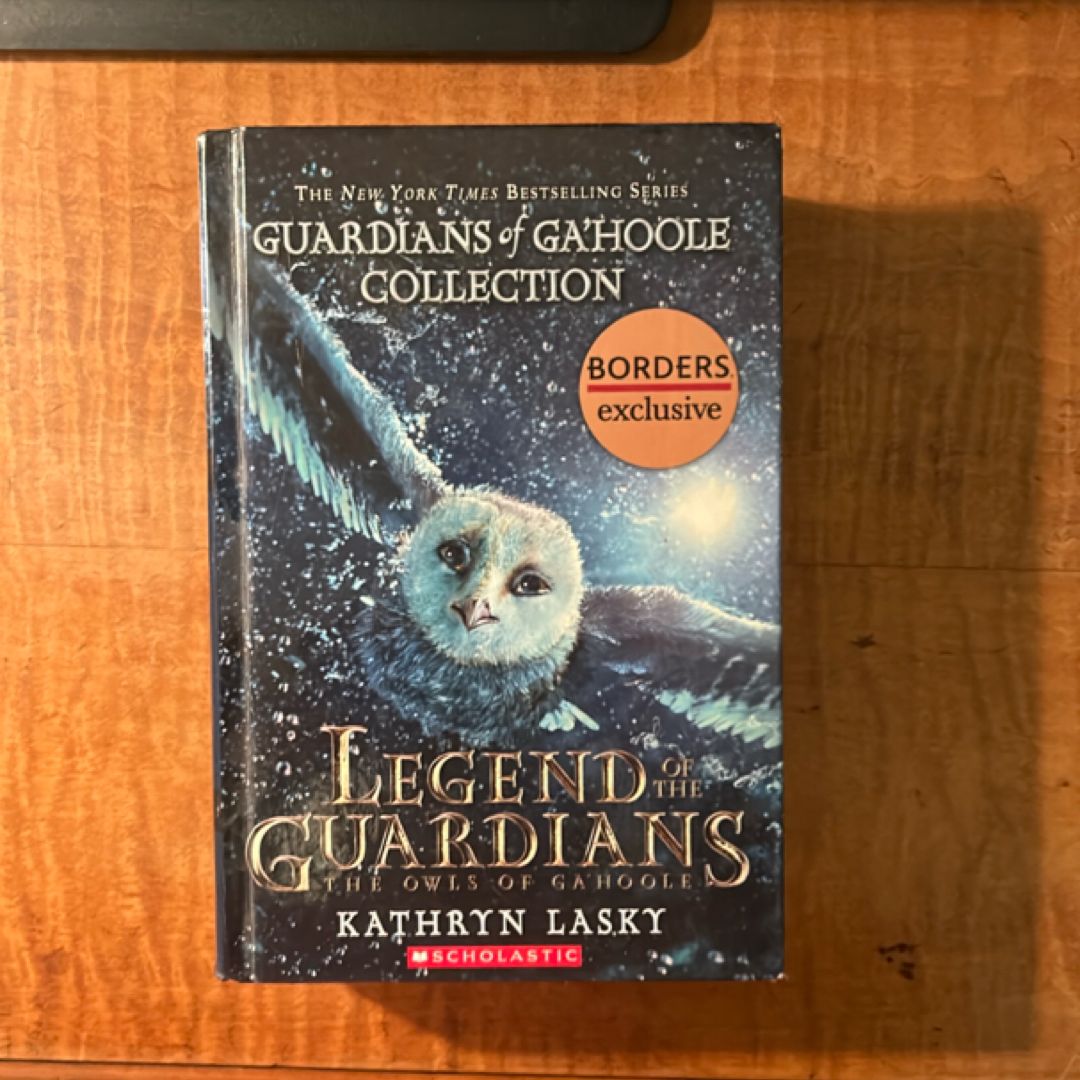 THE NEW YORK TIMES BESTSELLING SERIES
GUARDIANS of GA'HOOLE
COLLECTION
BORDERS.
exclusive
LEGEND OF THE
GUARDIANS
THE OWLS OF GA'HOOLE
KATHRYN LASKY
SCHOLASTIC